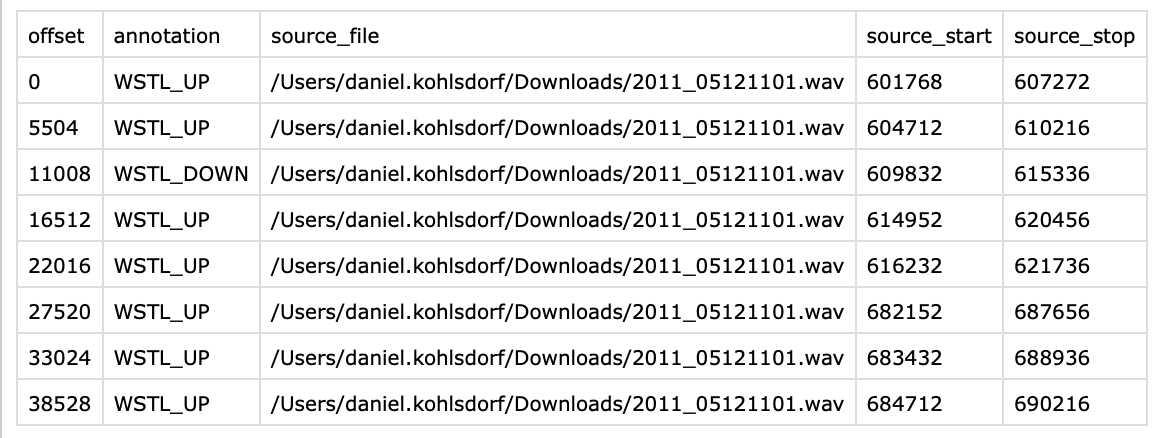 offset annotation source_file source_start source_stop
0 WSTL_UP /Users/daniel.kohlsdorf/Downloads/2011_05121101.wav 601768 607272
5504 WSTL_UP /Users/daniel.kohlsdorf/Downloads/2011_05121101.wav 604712 610216
11008 WSTL_DOWN /Users/daniel.kohlsdorf/Downloads/2011_05121101.wav 609832 615336
16512 WSTL_UP /Users/daniel.kohlsdorf/Downloads/2011_05121101.wav 614952 620456
22016 WSTL_UP /Users/daniel.kohlsdorf/Downloads/2011_05121101.wav 616232 621736
27520 WSTL_UP /Users/daniel.kohlsdorf/Downloads/2011_05121101.wav 682152 687656
33024 WSTL_UP /Users/daniel.kohlsdorf/Downloads/2011_05121101.wav 683432 688936
38528 WSTL_UP /Users/daniel.kohlsdorf/Downloads/2011_05121101.wav 684712 690216